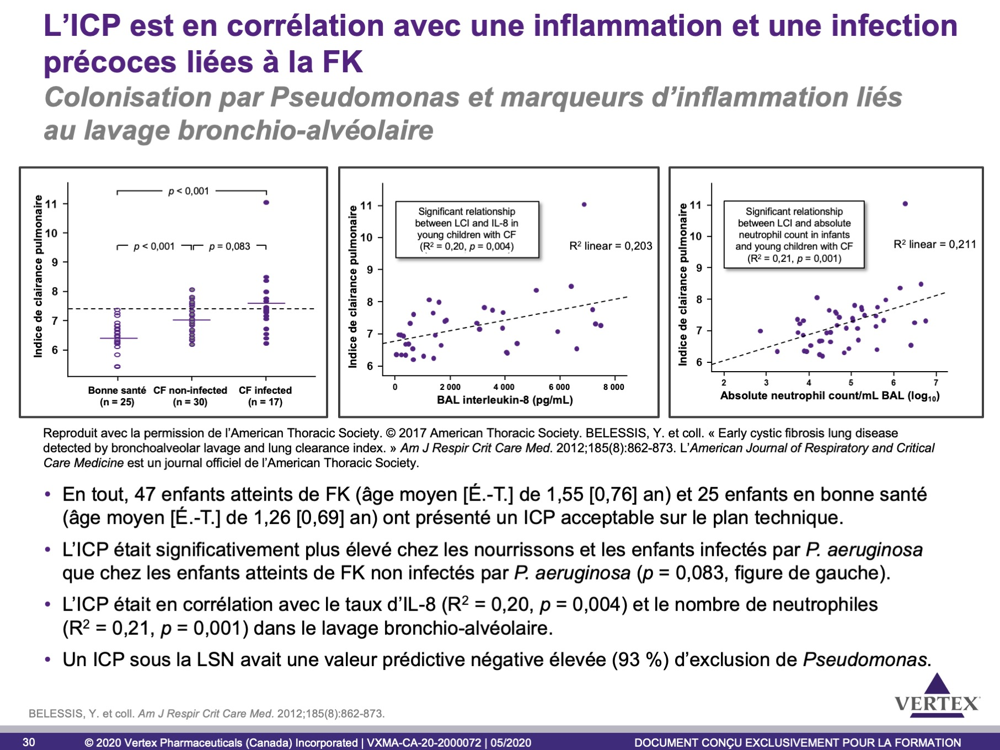 L’ICP est en corrélation avec une inflammation et une infection
précoces liées à la FK
Colonisation par Pseudomonas et marqueurs d’inflammation liés
au lavage bronchio-alvéolaire
Indice de clairance pulmonaire
11
10
9
8
7
6
p < 0,001
p < 0,001
p = 0,083
Bonne santé
(n = 25)
CF non-infected
(n = 30)
CF infected
(n = 17)
Indice de clairance pulmonaire
11
10
9
8
7
6
Significant relationship
between LCI and IL-8 in
young children with CF
(R² = 0,20, p = 0,004)
R² linear = 0,203
0
2 000
4 000
6 000
8 000
BAL interleukin-8 (pg/mL)
Indice de clairance pulmonaire
11
10
9
8
7
6
Significant relationship
between LCI and absolute
neutrophil count in infants
and young children with CF
(R² = 0,21, p = 0,001)
R² linear = 0,211
2
3
4
5
6
7
Absolute neutrophil count/mL BAL (log₁₀)
Reproduit avec la permission de l’American Thoracic Society. © 2017 American Thoracic Society. BELESSIS, Y. et coll. « Early cystic fibrosis lung disease
detected by bronchoalveolar lavage and lung clearance index. » Am J Respir Crit Care Med. 2012;185(8):862-873. L’American Journal of Respiratory and Critical
Care Medicine est un journal officiel de l’American Thoracic Society.
• En tout, 47 enfants atteints de FK (âge moyen [É.-T.] de 1,55 [0,76] an) et 25 enfants en bonne santé
(âge moyen [É.-T.] de 1,26 [0,69] an) ont présenté un ICP acceptable sur le plan technique.
• L’ICP était significativement plus élevé chez les nourrissons et les enfants infectés par P. aeruginosa
que chez les enfants atteints de FK non infectés par P. aeruginosa (p = 0,083, figure de gauche).
• L’ICP était en corrélation avec le taux d’IL-8 (R² = 0,20, p = 0,004) et le nombre de neutrophiles
(R² = 0,21, p = 0,001) dans le lavage bronchio-alvéolaire.
• Un ICP sous la LSN avait une valeur prédictive négative élevée (93 %) d’exclusion de Pseudomonas.
VERTEX
BELESSIS, Y. et coll. Am J Respir Crit Care Med. 2012;185(8):862-873.
30
© 2020 Vertex Pharmaceuticals (Canada) Incorporated | VXMA-CA-20-2000072 | 05/2020
DOCUMENT CONÇU EXCLUSIVEMENT POUR LA FORMATION